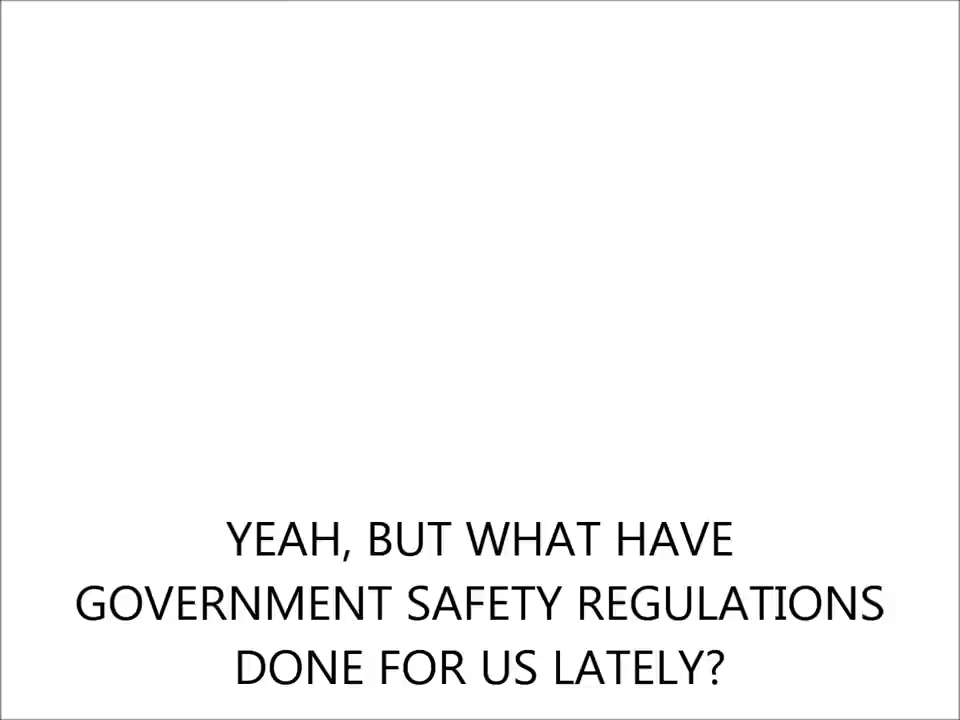 YEAH, BUT WHAT HAVE
GOVERNMENT SAFETY REGULATIONS
DONE FOR US LATELY?